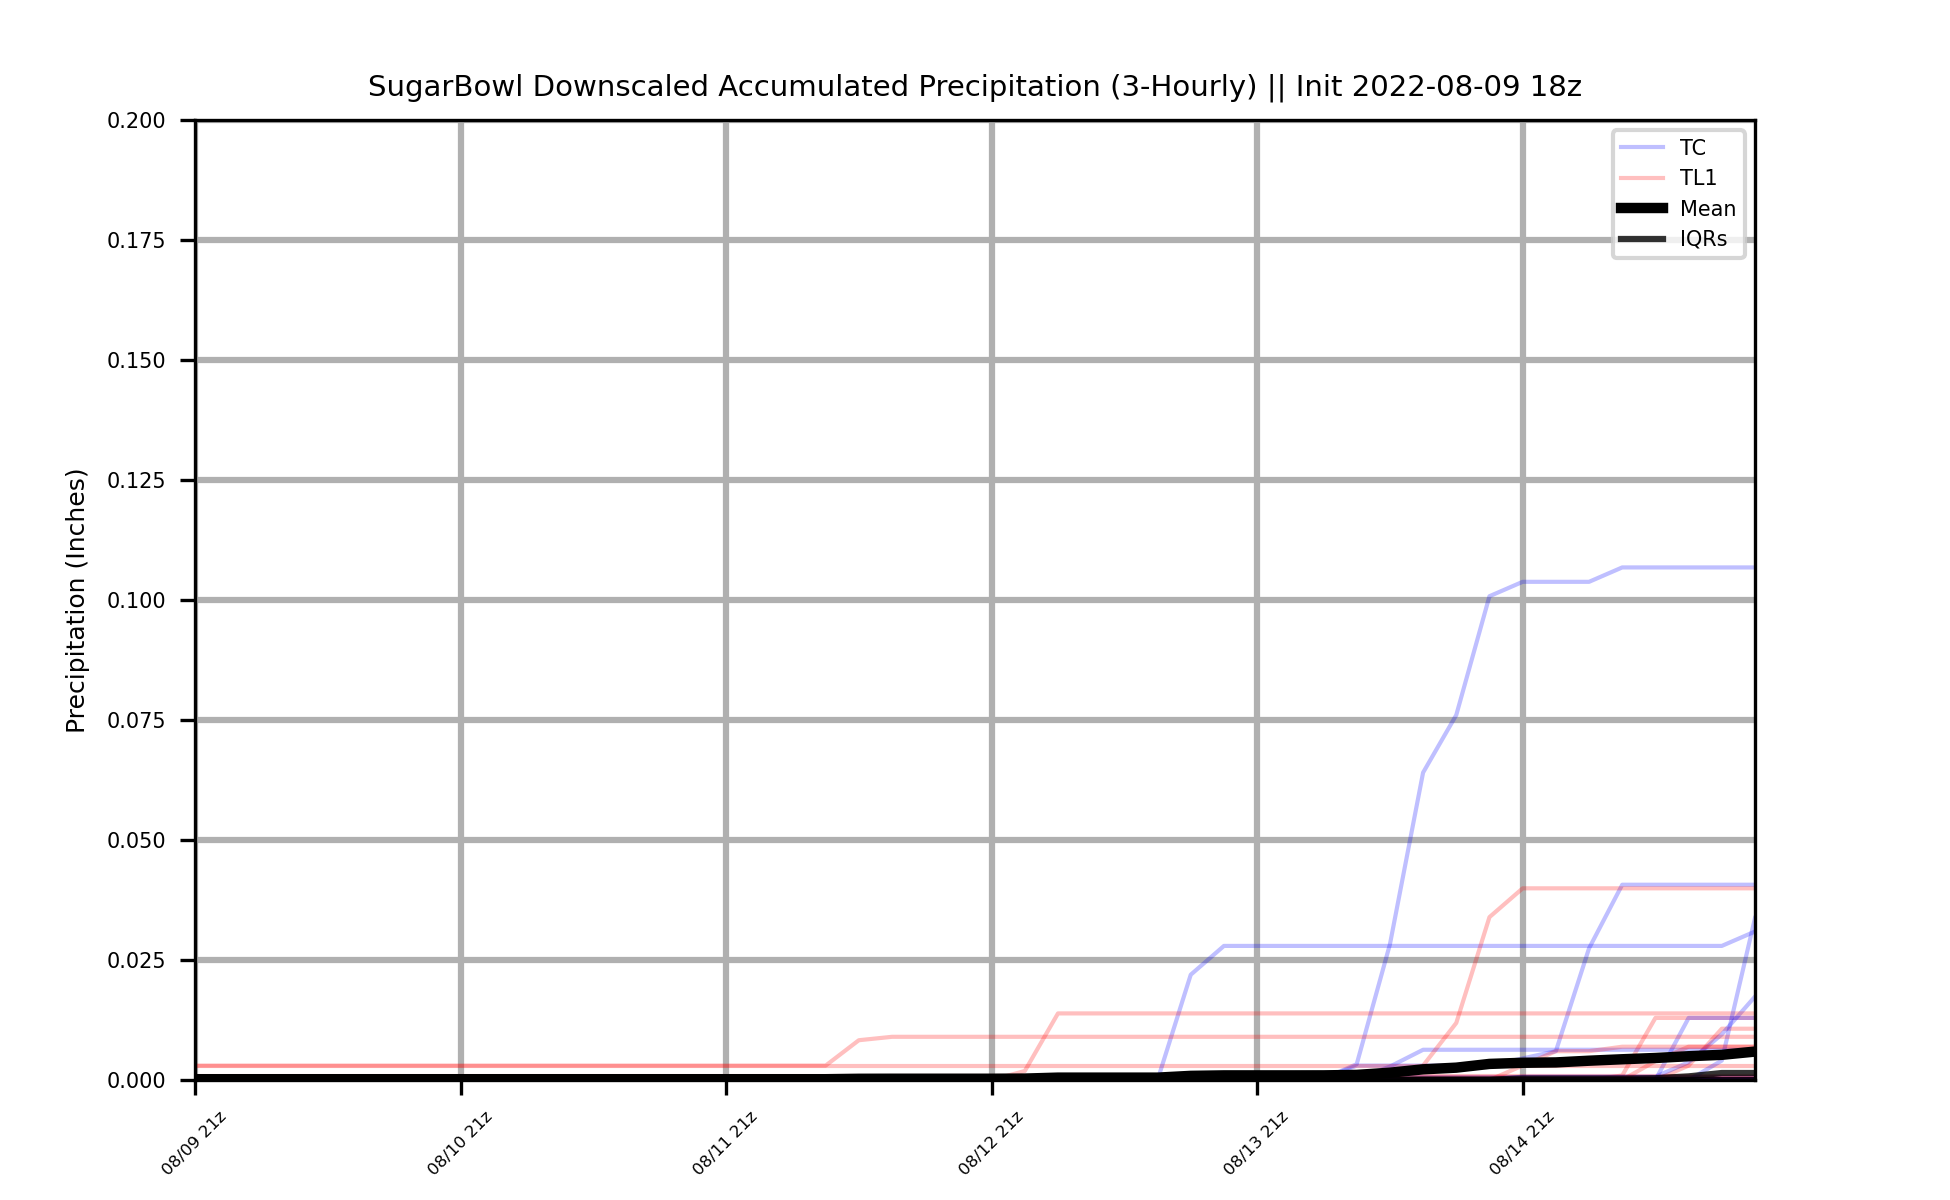 SugarBowl Downscaled Accumulated Precipitation (3-Hourly) || Init 2022-08-09 18z
0.200
0.175
0.150
0.125
0.100
0.075
0.050
0.025
0.000
Precipitation (Inches)
TC
TL1
Mean
IQRs
08/09 21z
08/10 21z
08/11 21z
08/12 21z
08/13 21z
08/14 21z